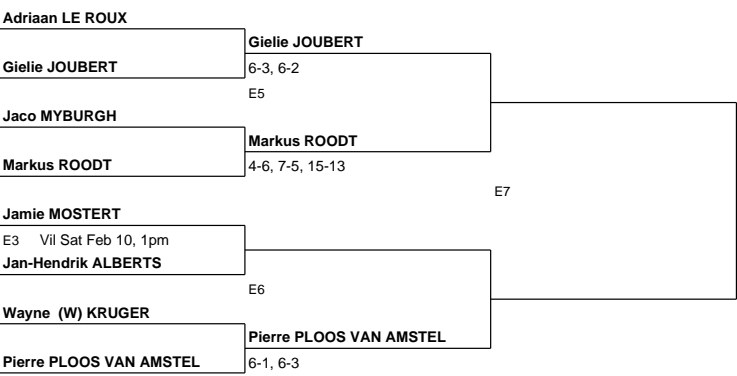 Adriaan LE ROUX
Gielie JOUBERT
Gielie JOUBERT
6-3, 6-2
E5
Jaco MYBURGH
Markus ROODT
Markus ROODT
4-6, 7-5, 15-13
E7
Jamie MOSTERT
E3 Vil Sat Feb 10, 1pm
Jan-Hendrik ALBERTS
E6
Wayne (W) KRUGER
Pierre PLOOS VAN AMSTEL
Pierre PLOOS VAN AMSTEL
6-1, 6-3